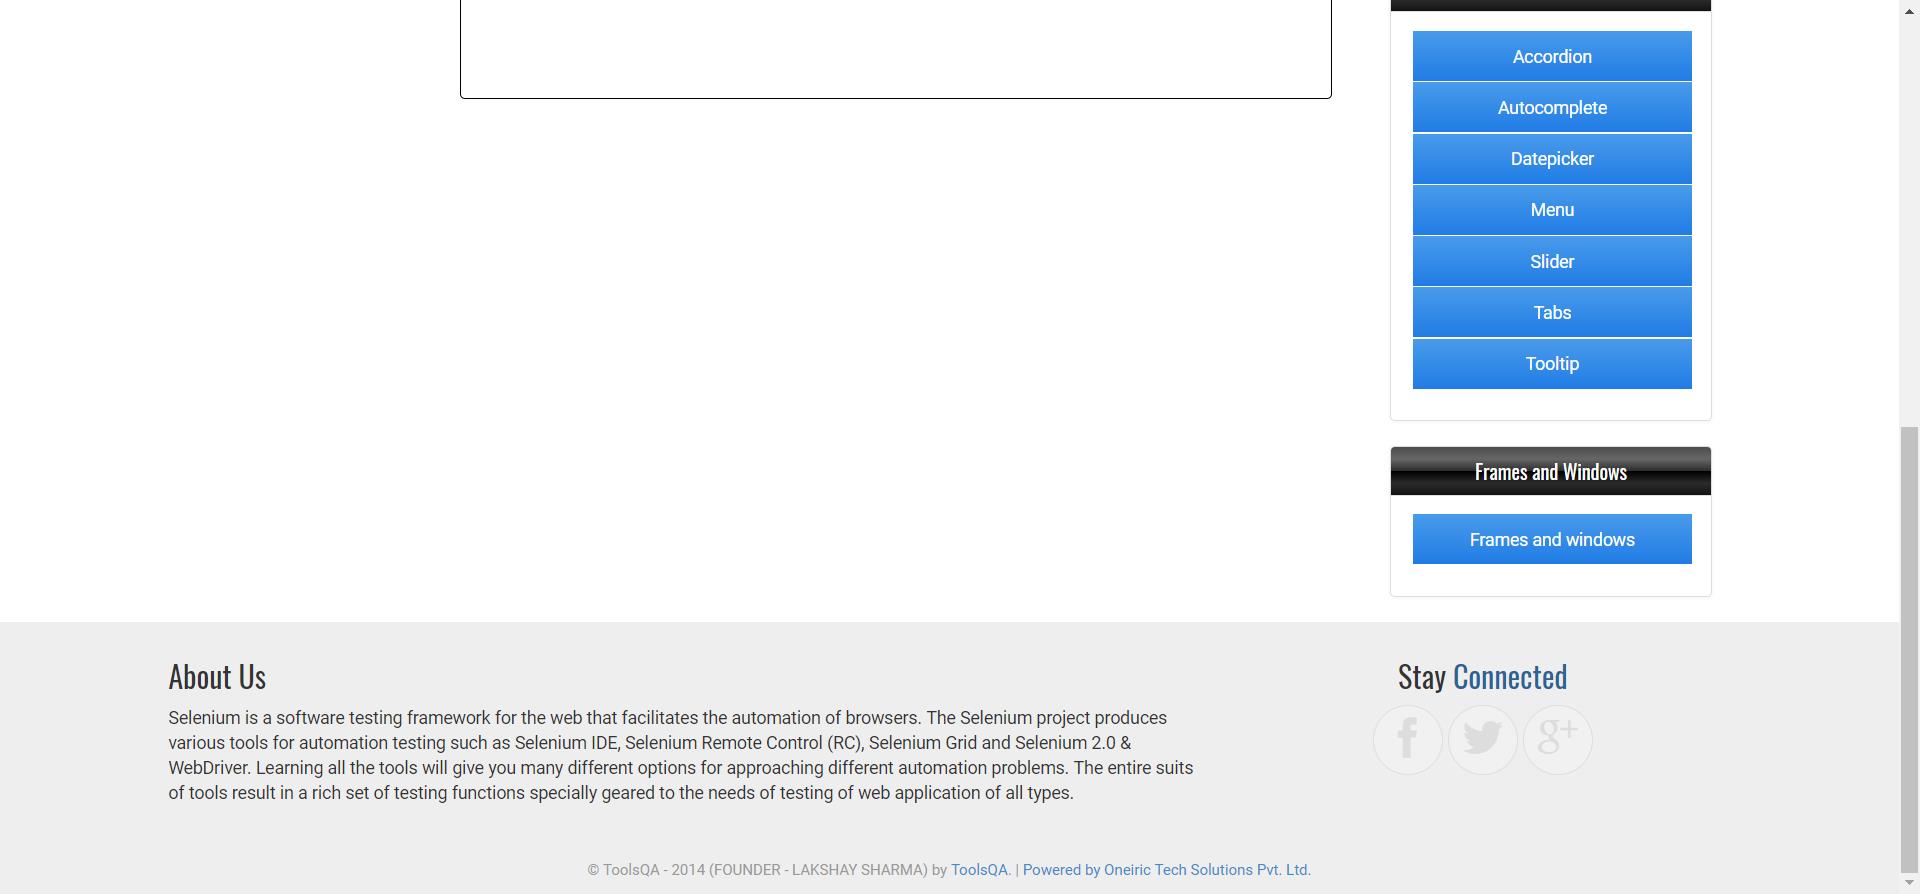 Accordion
Autocomplete
Datepicker
Menu
Slider
Tabs
Tooltip
Frames and Windows
Frames and windows
About Us
Selenium is a software testing framework for the web that facilitates the automation of browsers. The Selenium project produces
various tools for automation testing such as Selenium IDE, Selenium Remote Control (RC), Selenium Grid and Selenium 2.0 &
WebDriver. Learning all the tools will give you many different options for approaching different automation problems. The entire suits
of tools result in a rich set of testing functions specially geared to the needs of testing of web application of all types.
Stay Connected
f
g+
© ToolsQA - 2014 (FOUNDER - LAKSHAY SHARMA) by ToolsQA. | Powered by Oneiric Tech Solutions Pvt. Ltd.